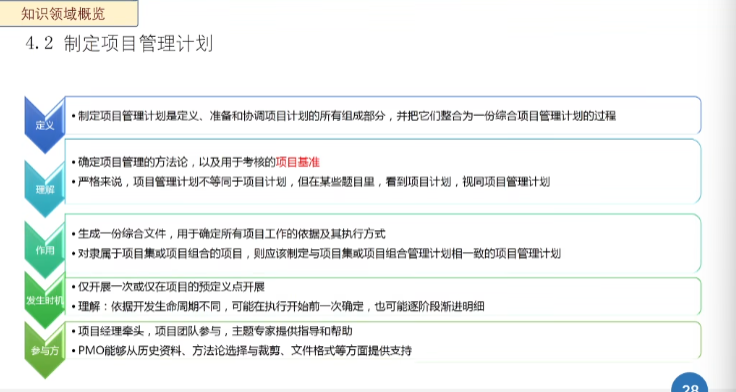 知识领域概览
4.2 制定项目管理计划
定义
•制定项目管理计划是定义、准备和协调项目计划的所有组成部分，并把它们整合为一份综合项目管理计划的过程
理解
•确定项目管理的方法论，以及用于考核的项目基准
•严格来说，项目管理计划不等同于项目计划，但在某些题目里，看到项目计划，视同项目管理计划
作用
•生成一份综合文件，用于确定所有项目工作的依据及其执行方式
•对隶属于项目集或项目组合的项目，则应该制定与项目集或项目组合管理计划相一致的项目管理计划
发生时机
•仅开展一次或仅在项目的预定义点开展
•理解：依据开发生命周期不同，可能在执行开始前一次确定，也可能逐阶段渐进明细
参与方
•项目经理牵头，项目团队参与，主题专家提供指导和帮助
•PMO能够从历史资料、方法论选择与裁剪、文件格式等方面提供支持
28